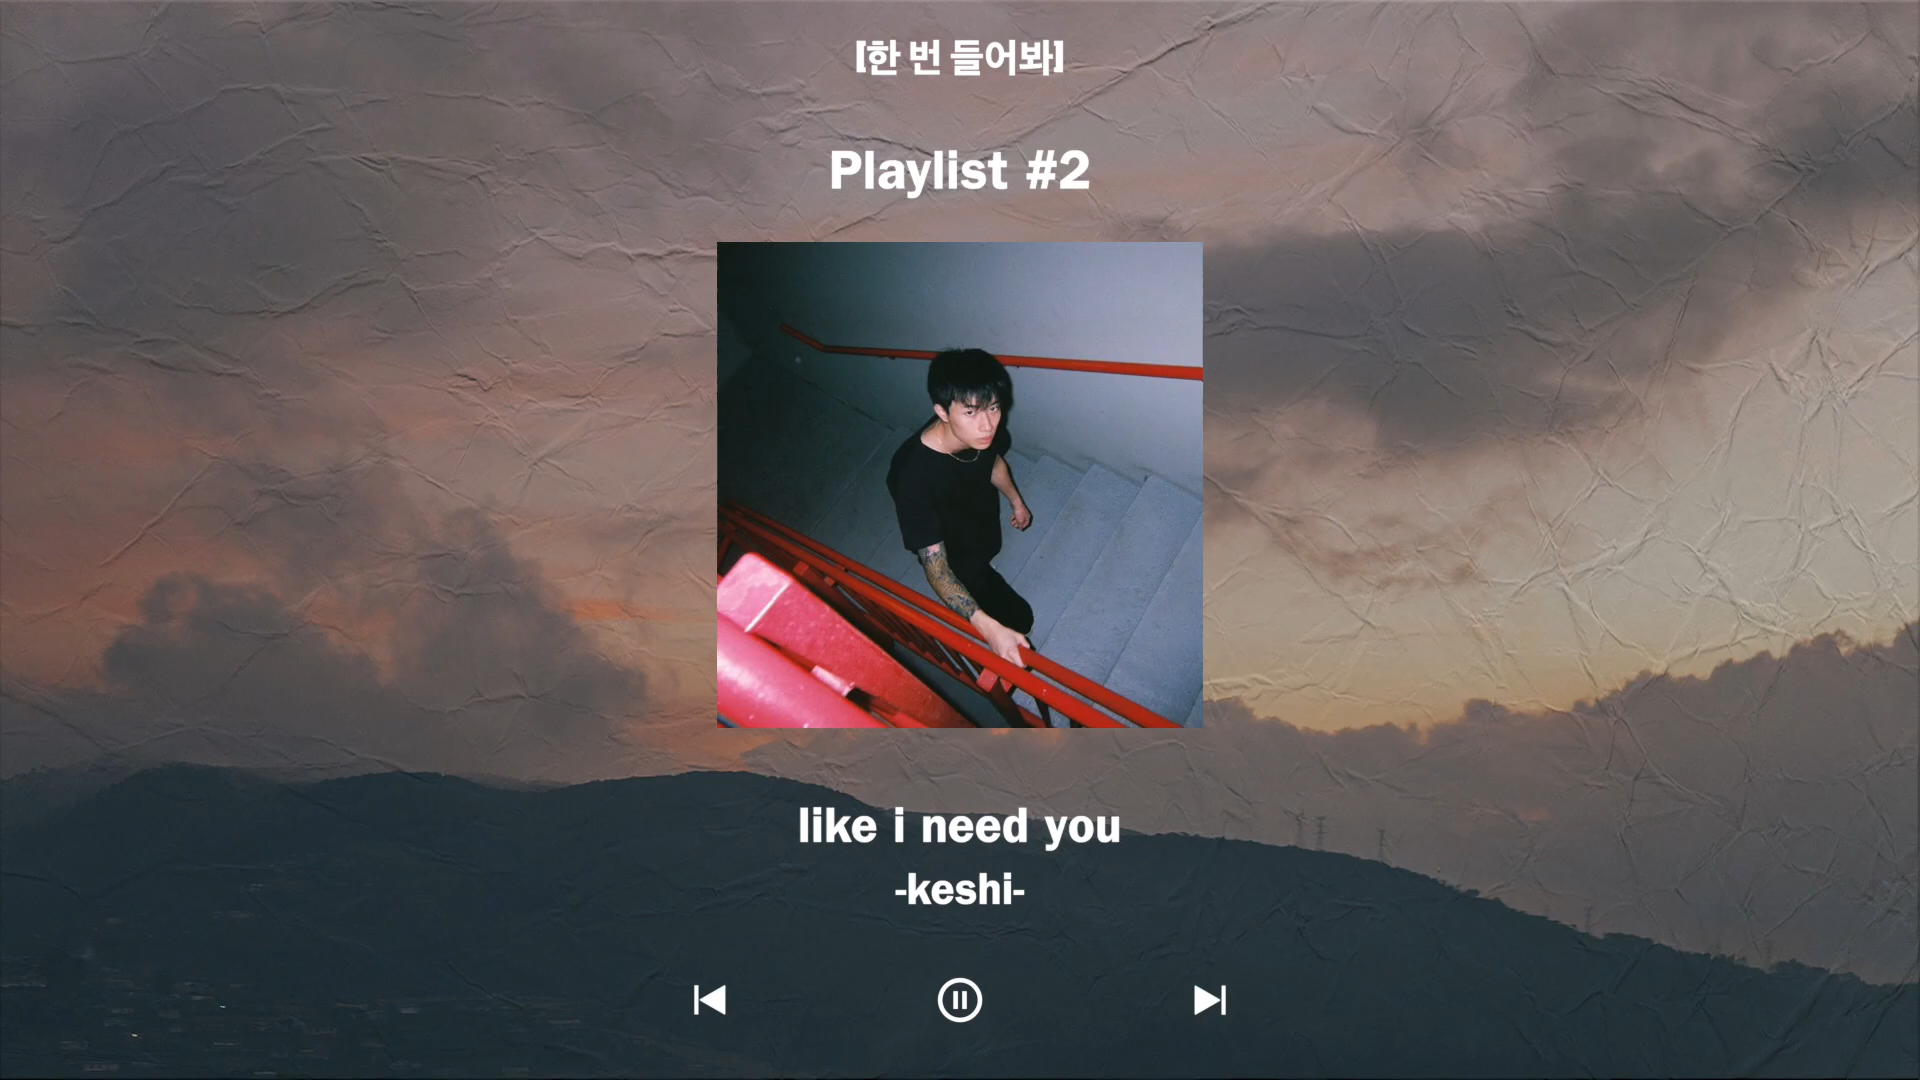 [한 번 들어봐]
Playlist #2
like i need you
-keshi-